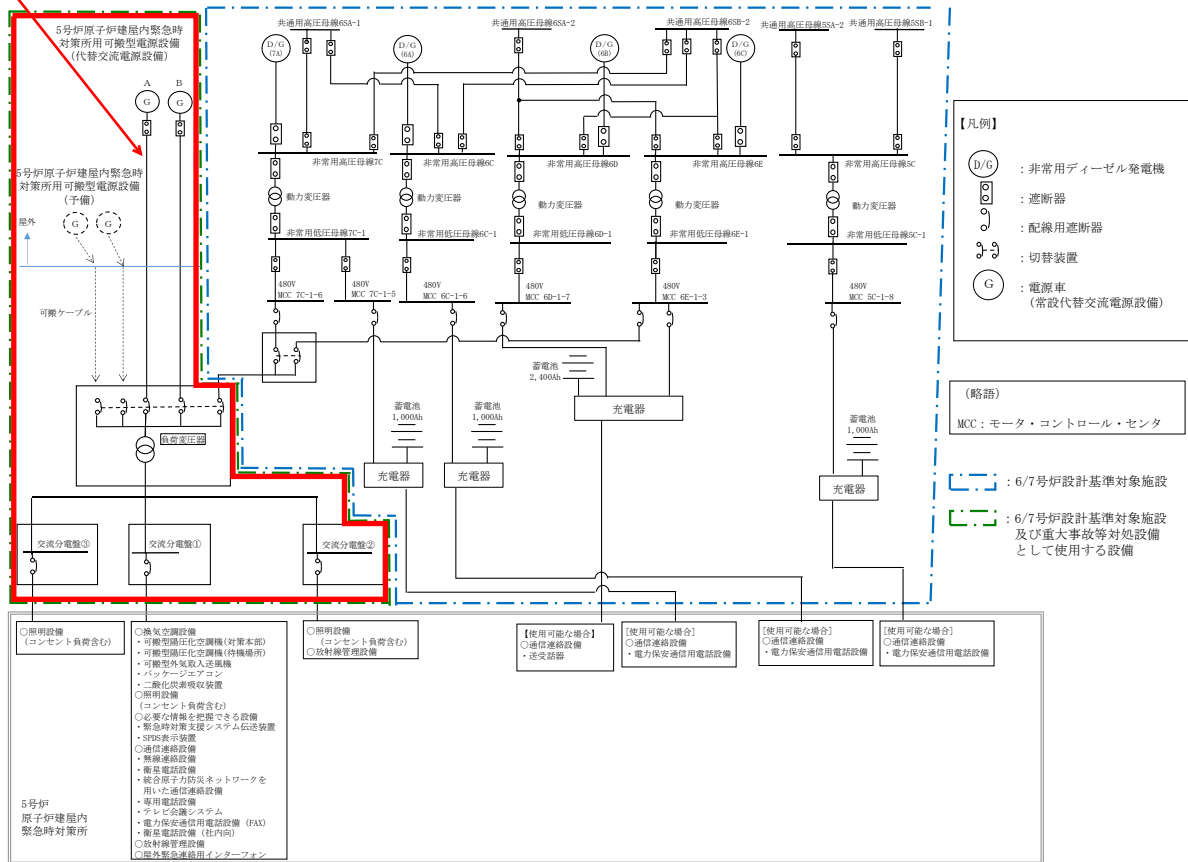 5号炉原子炉建屋内緊急時
対策所用可搬型電源設備
(代替交流電源設備)
A
B
G
G
5号炉原子炉建屋内緊急時
対策所用可搬型電源設備
(予備)
G
G
屋外
可搬ケーブル
負荷変圧器
交流分電盤③
交流分電盤①
交流分電盤②
共通用高圧母線6SA-1
共通用高圧母線6SA-2
共通用高圧母線6SB-2
共通用高圧母線5SA-2
共通用高圧母線5SB-1
D/G
(7A)
D/G
(6A)
D/G
(6B)
D/G
(6C)
非常用高圧母線7C
非常用高圧母線6C
非常用高圧母線6D
非常用高圧母線6E
非常用高圧母線5C
動力変圧器
動力変圧器
動力変圧器
動力変圧器
動力変圧器
非常用低圧母線7C-1
非常用低圧母線6C-1
非常用低圧母線6D-1
非常用低圧母線6E-1
非常用低圧母線5C-1
480V
MCC 7C-1-6
480V
MCC 7C-1-5
480V
MCC 6C-1-6
480V
MCC 6D-1-7
480V
MCC 6E-1-3
480V
MCC 5C-1-8
蓄電池
2,400Ah
充電器
蓄電池
1,000Ah
充電器
蓄電池
1,000Ah
充電器
蓄電池
1,000Ah
充電器
【凡例】
D/G
:非常用ディーゼル発電機
:遮断器
:配線用遮断器
:切替装置
G
:電源車
(常設代替交流電源設備)
(略語)
MCC:モータ・コントロール・センタ
:6/7号炉設計基準対象施設
:6/7号炉設計基準対象施設
及び重大事故等対処設備
として使用する設備
○照明設備
(コンセント負荷含む)
○換気空調設備
・可搬型陽圧化空調機(対策本部)
・可搬型陽圧化空調機(待機場所)
・可搬型外気取入送風機
・パッケージエアコン
・二酸化炭素吸収装置
○照明設備
(コンセント負荷含む)
○必要な情報を把握できる設備
・緊急時対策支援システム伝送装置
・SPDS表示装置
○通信連絡設備
・無線連絡設備
・衛星電話設備
・統合原子力防災ネットワークを
用いた通信連絡設備
・専用電話設備
・テレビ会議システム
・電力保安通信用電話設備(FAX)
・衛星電話設備(社内向)
○放射線管理設備
○屋外緊急連絡用インターフォン
○照明設備
(コンセント負荷含む)
○放射線管理設備
【使用可能な場合】
○通信連絡設備
・送受話器
[使用可能な場合]
○通信連絡設備
・電力保安通信用電話設備
[使用可能な場合]
○通信連絡設備
・電力保安通信用電話設備
[使用可能な場合]
○通信連絡設備
・電力保安通信用電話設備
5号炉
原子炉建屋内
緊急時対策所